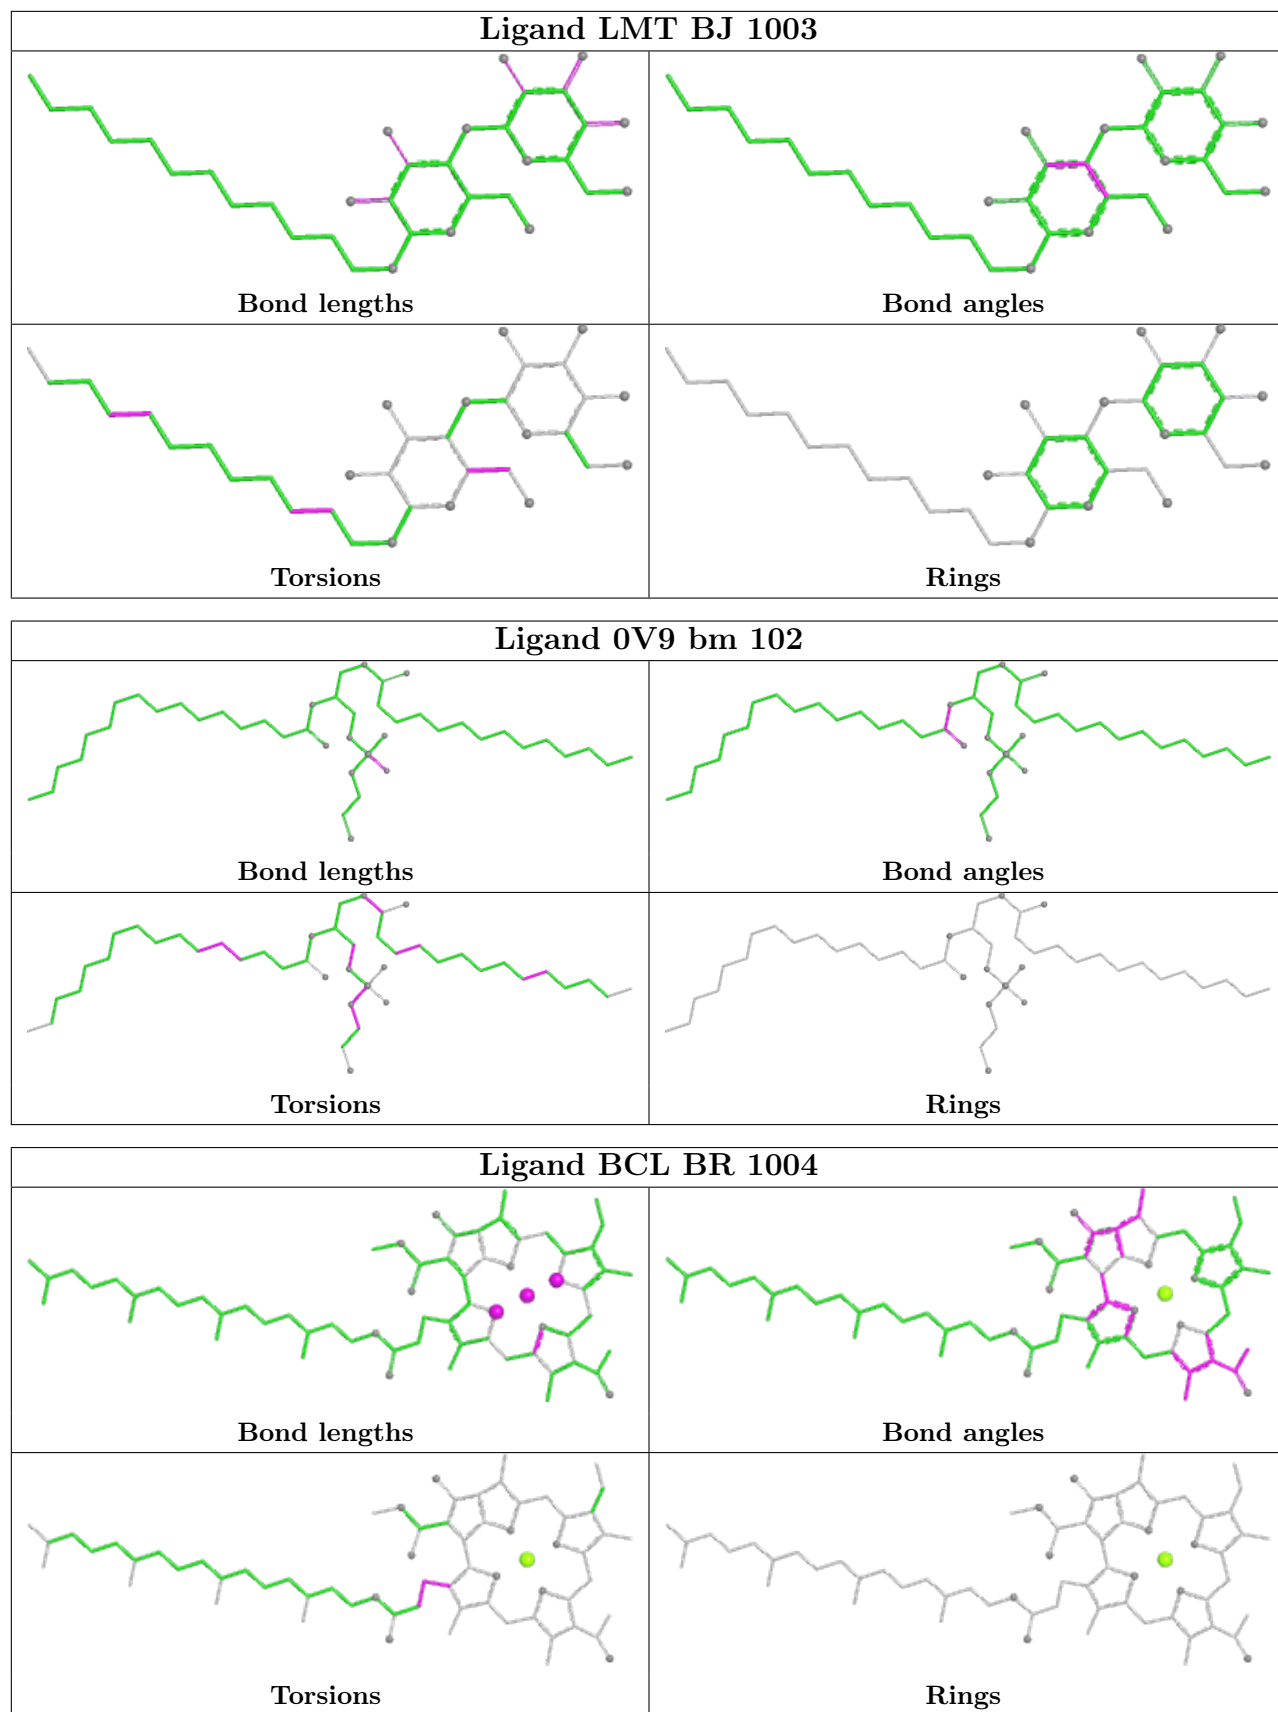 Ligand LMT BJ 1003
Bond lengths
Bond angles
Torsions
Rings
Ligand 0V9 bm 102
Bond lengths
Bond angles
Torsions
Rings
Ligand BCL BR 1004
Bond lengths
Bond angles
Torsions
Rings